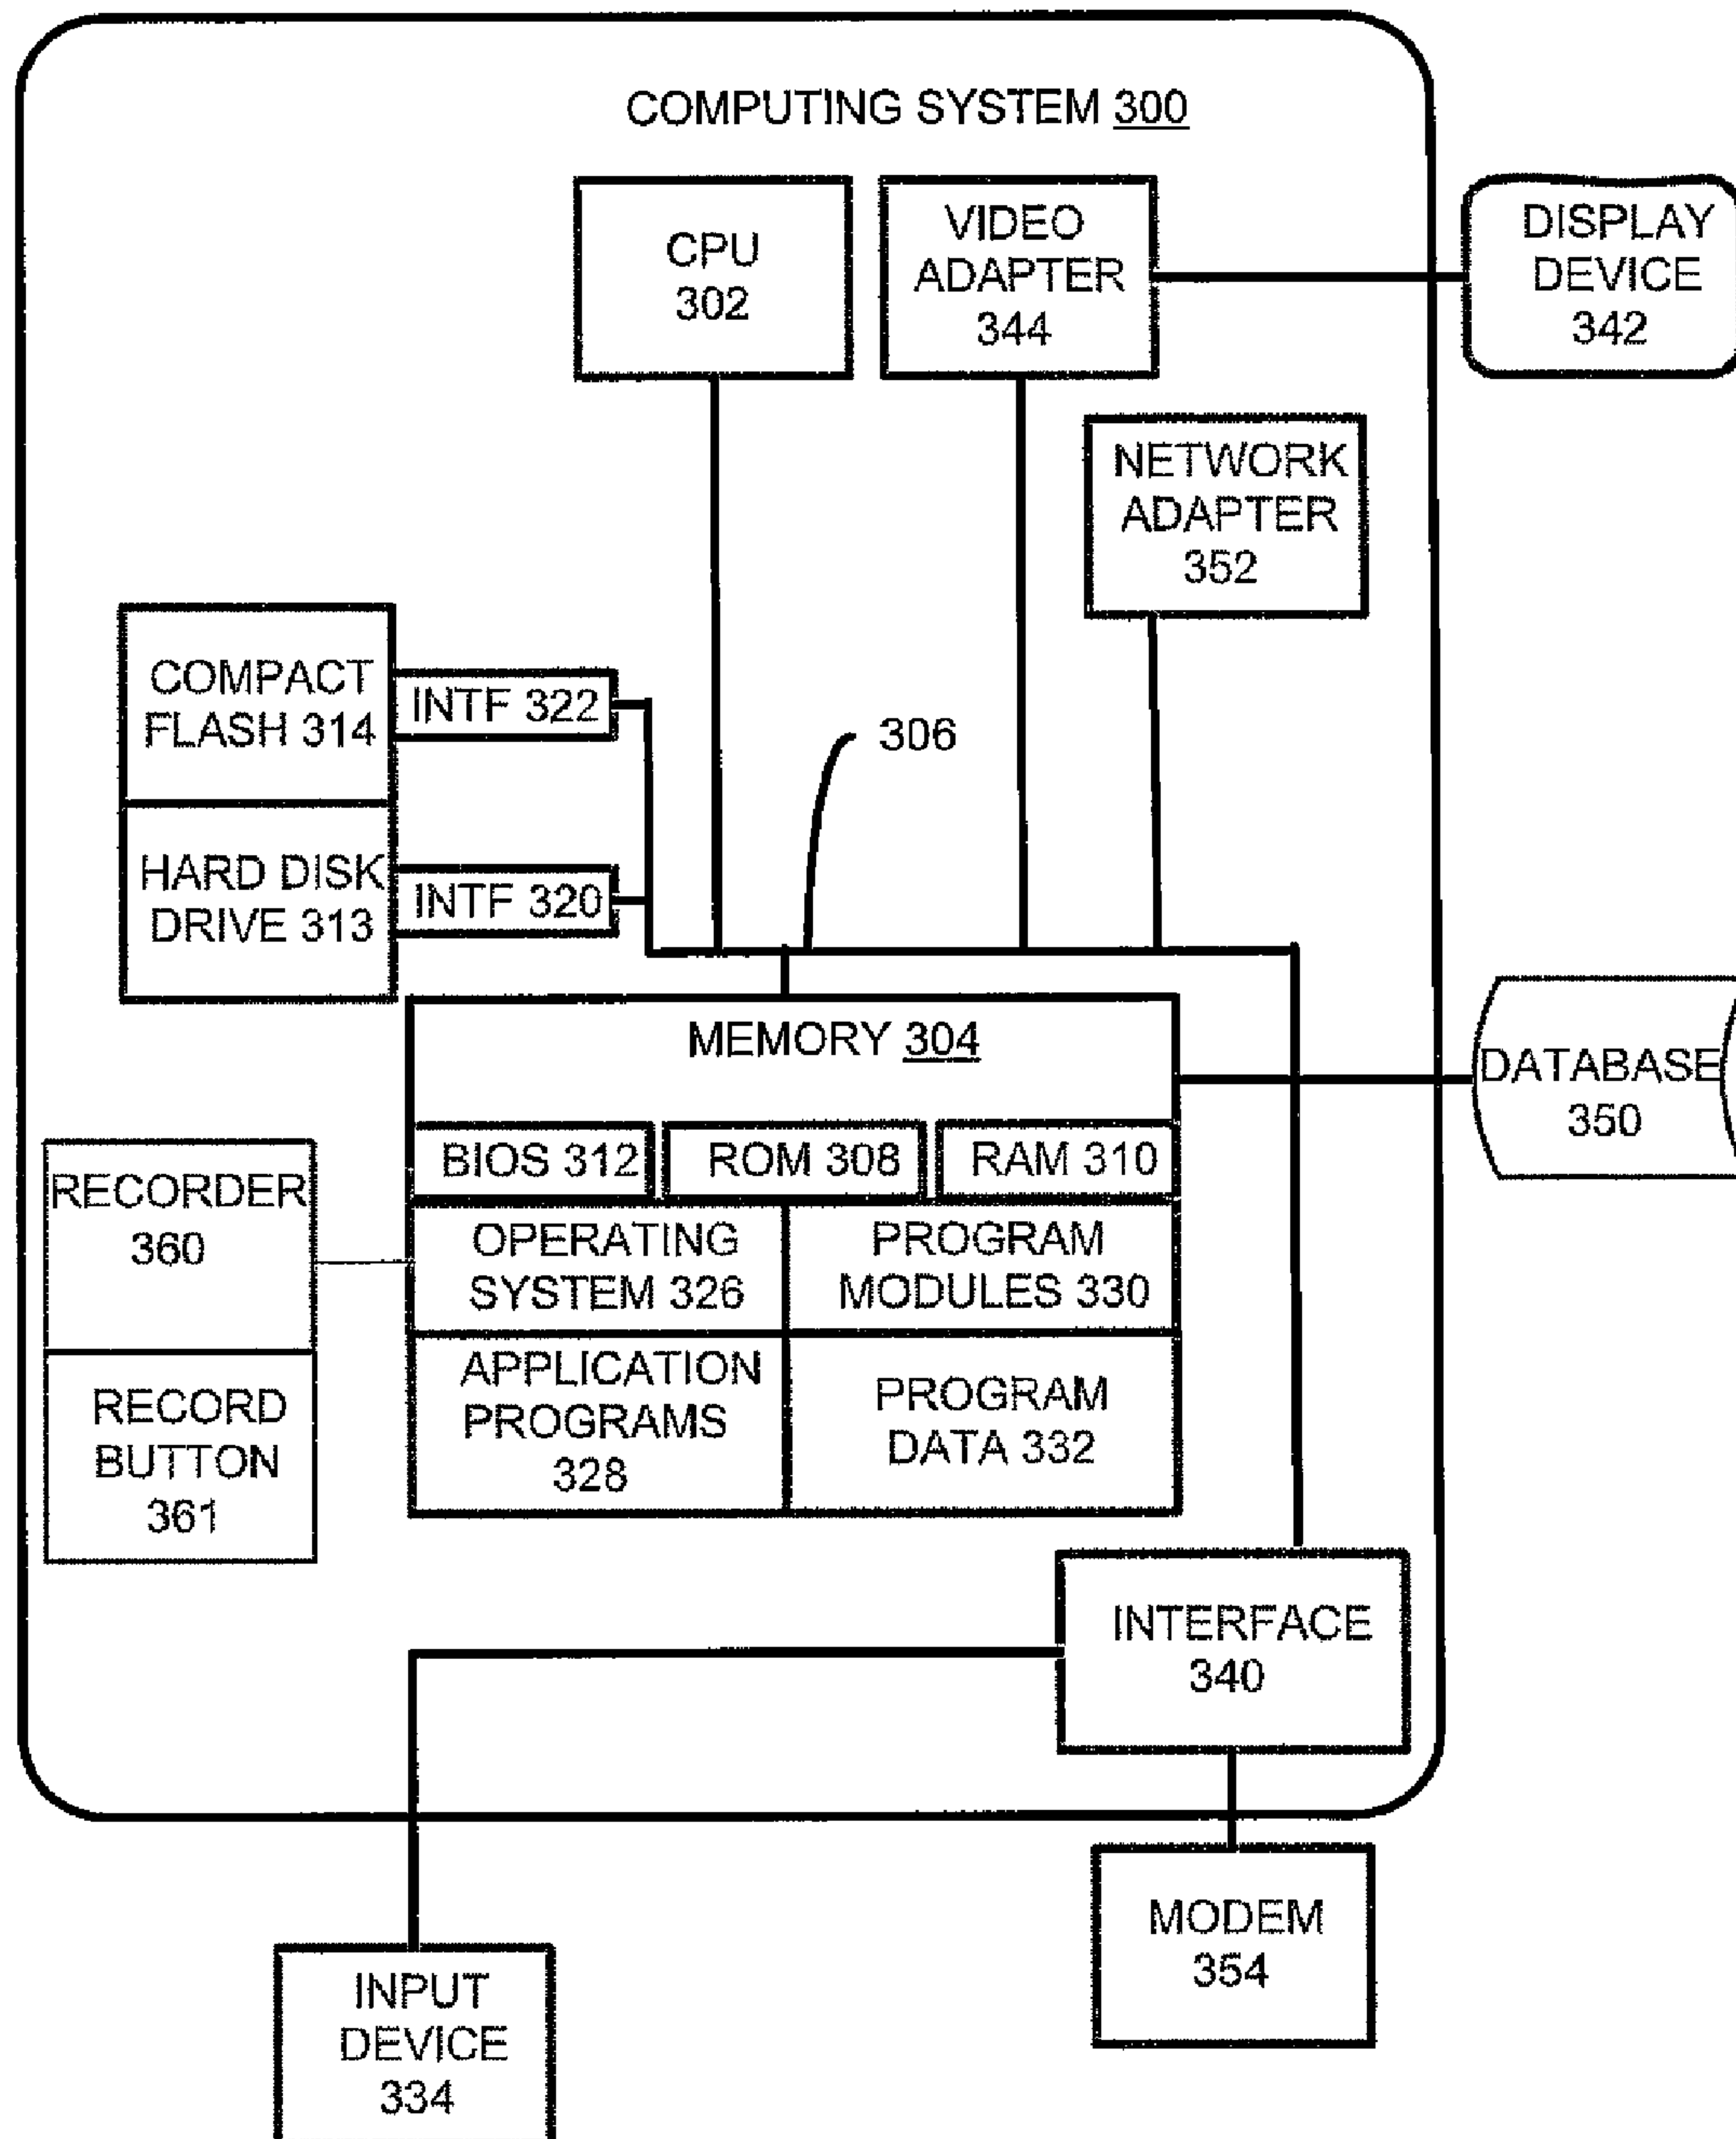 COMPUTING SYSTEM 300
CPU
302
VIDEO
ADAPTER
344
DISPLAY
DEVICE
342
NETWORK
ADAPTER
352
COMPACT
FLASH 314
INTF 322
306
HARD DISK
DRIVE 313
INTF 320
MEMORY 304
DATABASE
350
BIOS 312
ROM 308
RAM 310
RECORDER
360
OPERATING
SYSTEM 326
PROGRAM
MODULES 330
RECORD
BUTTON
361
APPLICATION
PROGRAMS
328
PROGRAM
DATA 332
INTERFACE
340
MODEM
354
INPUT
DEVICE
334